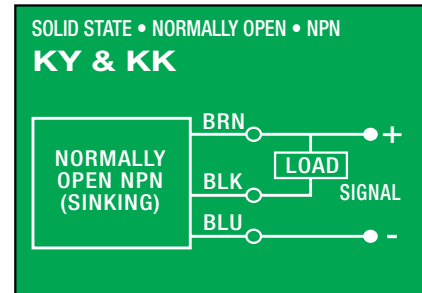 SOLID STATE • NORMALLY OPEN • NPN
KY & KK
NORMALLY
OPEN NPN
(SINKING)
BRN
+
LOAD
BLK
SIGNAL
BLU
-